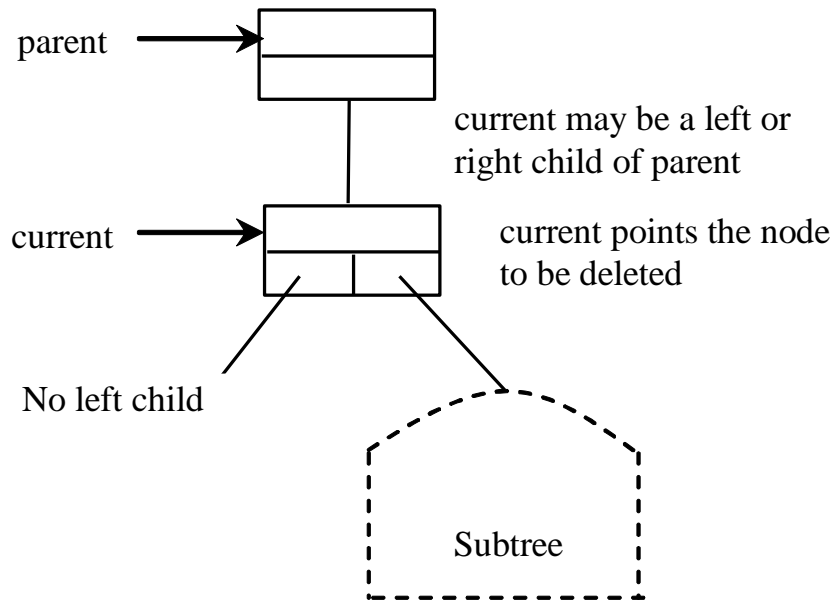 parent
current may be a left or
right child of parent
current
current points the node
to be deleted
No left child
Subtree